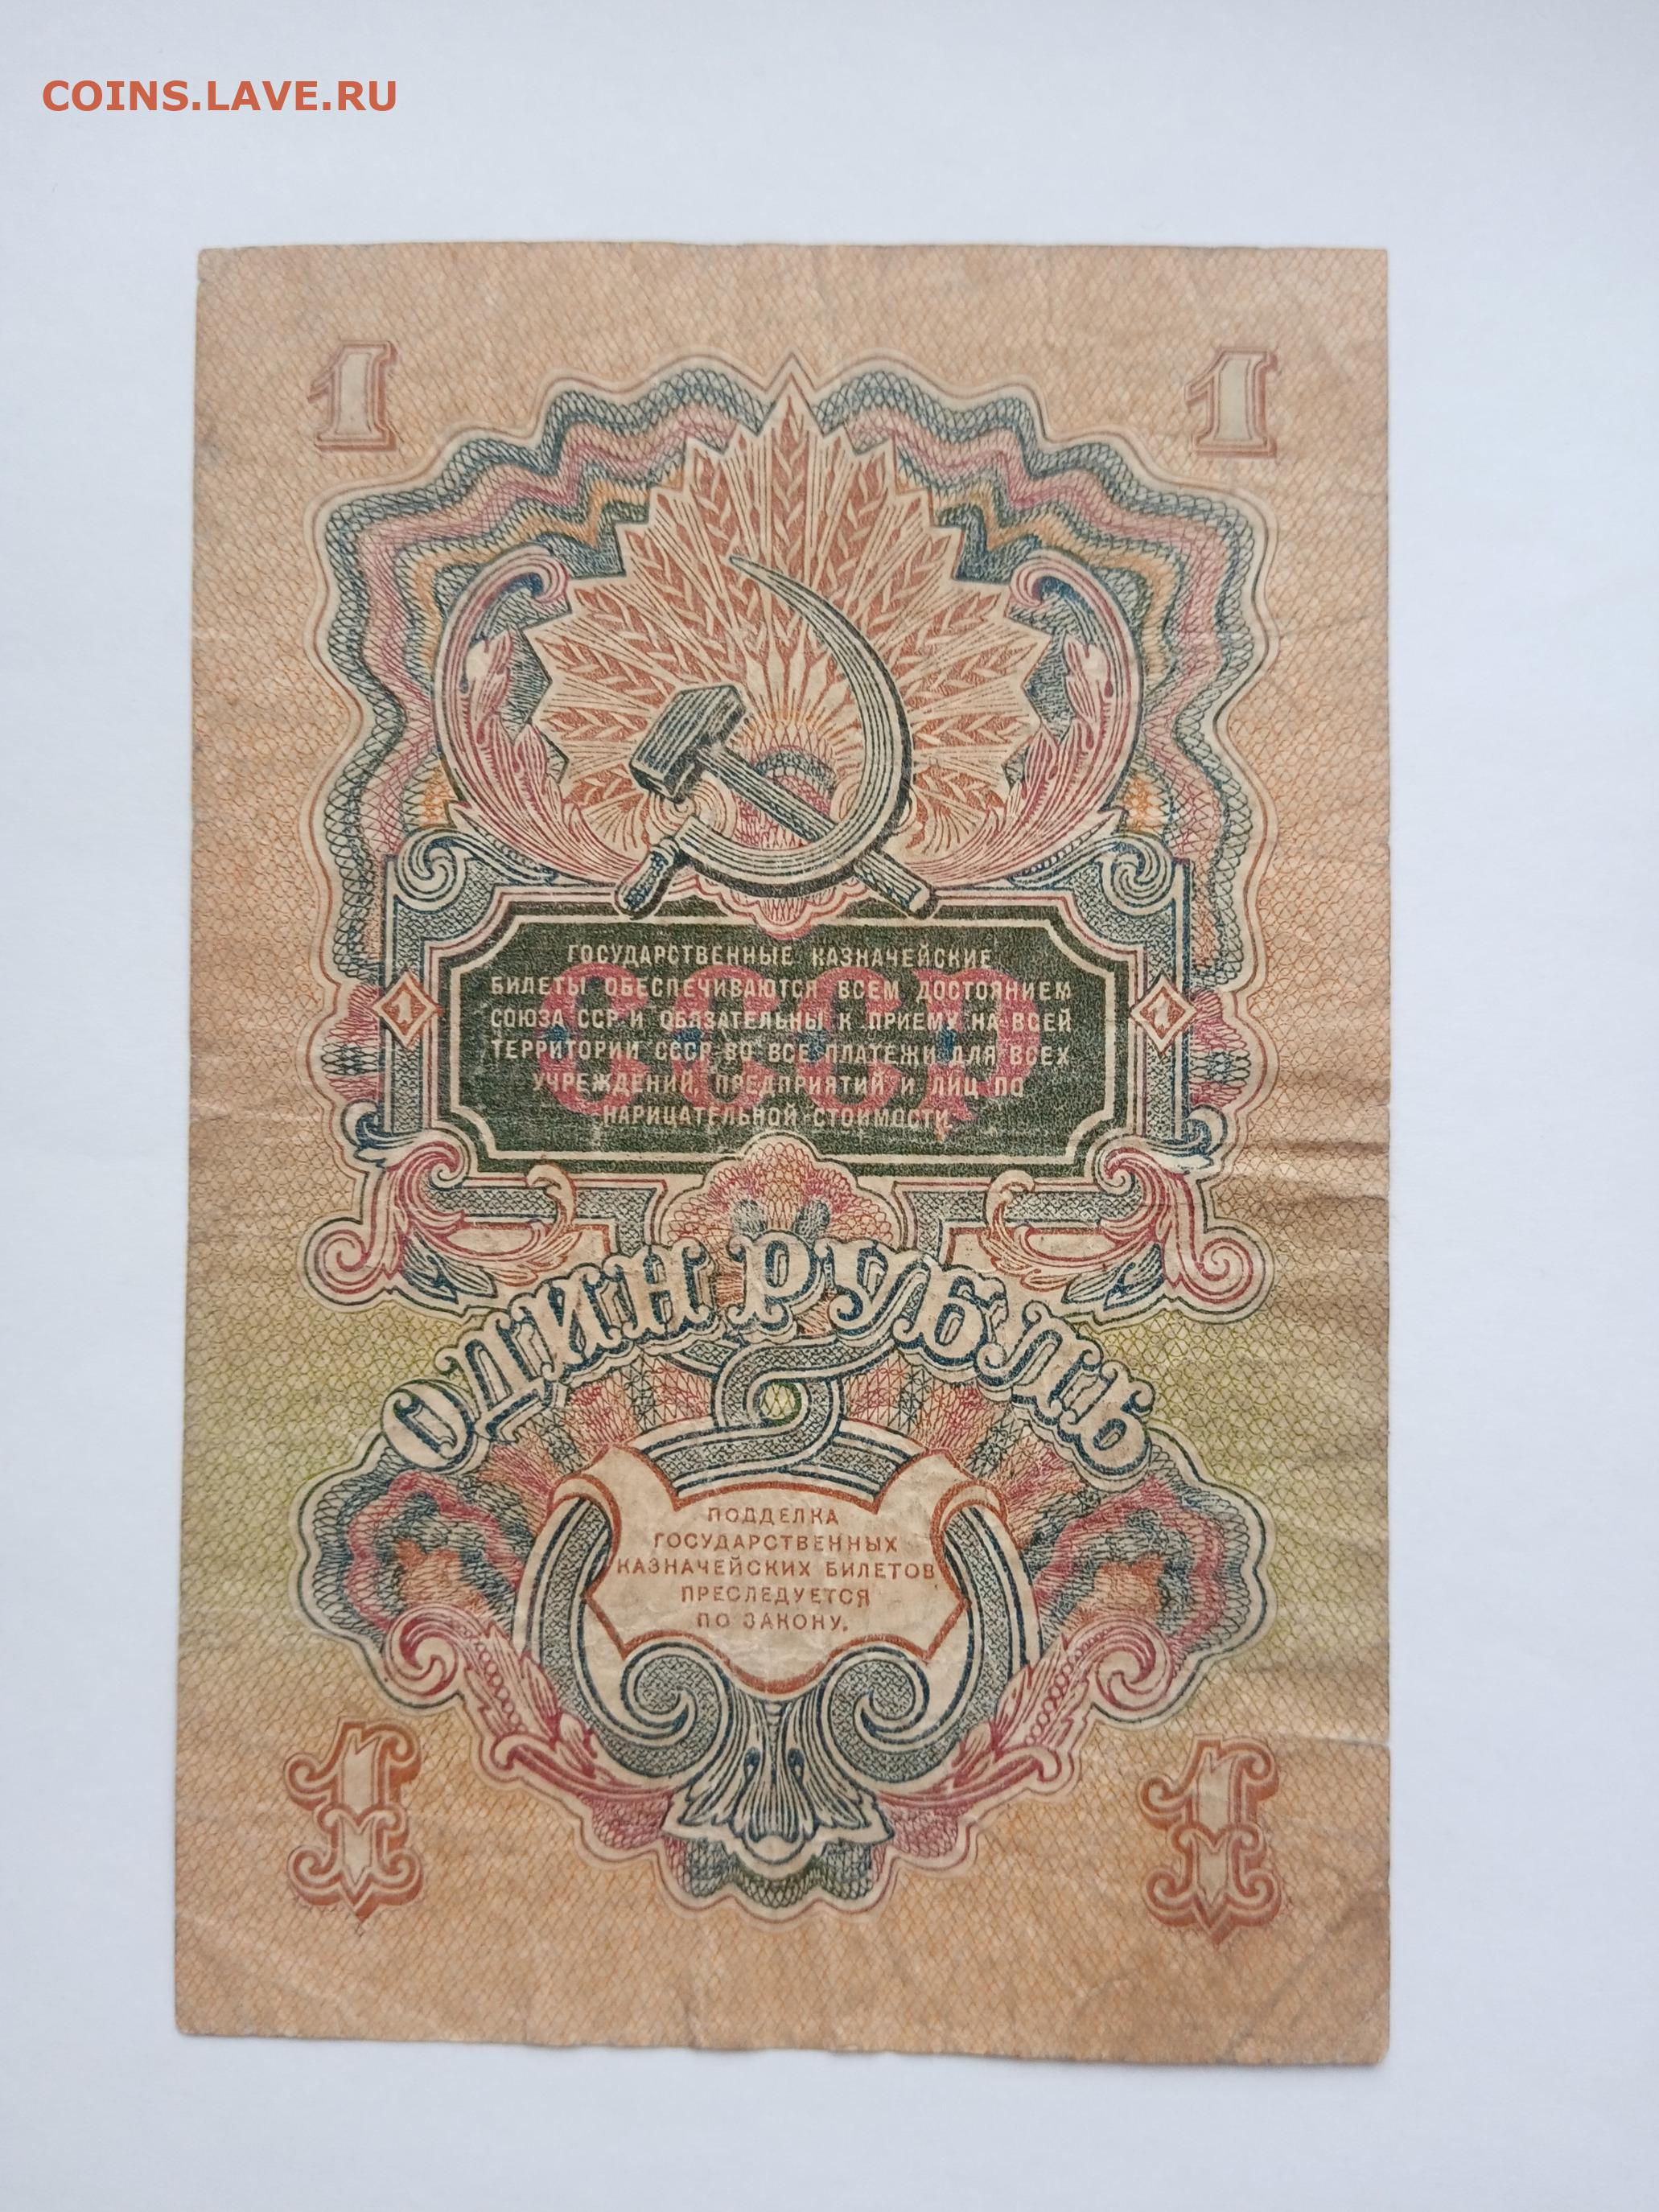 COINS.LAVE.RU
1 1
ГОСУДАРСТВЕННЫЕ КАЗНАЧЕЙСКИЕ
БИЛЕТЫ ОБЕСПЕЧИВАЮТСЯ ВСЕМ ДОСТОЯНИЕМ
СОЮЗА ССР И ОБЯЗАТЕЛЬНЫ К ПРИЕМУ НА ВСЕЙ
ТЕРРИТОРИИ СССР ВО ВСЕ ПЛАТЕЖИ ДЛЯ ВСЕХ
УЧРЕЖДЕНИЙ, ПРЕДПРИЯТИЙ И ЛИЦ ПО
НАРИЦАТЕЛЬНОЙ СТОИМОСТИ.
СССР
1 1
ОДИН РУБЛЬ
ПОДДЕЛКА
ГОСУДАРСТВЕННЫХ
КАЗНАЧЕЙСКИХ БИЛЕТОВ
ПРЕСЛЕДУЕТСЯ
ПО ЗАКОНУ.
1 1